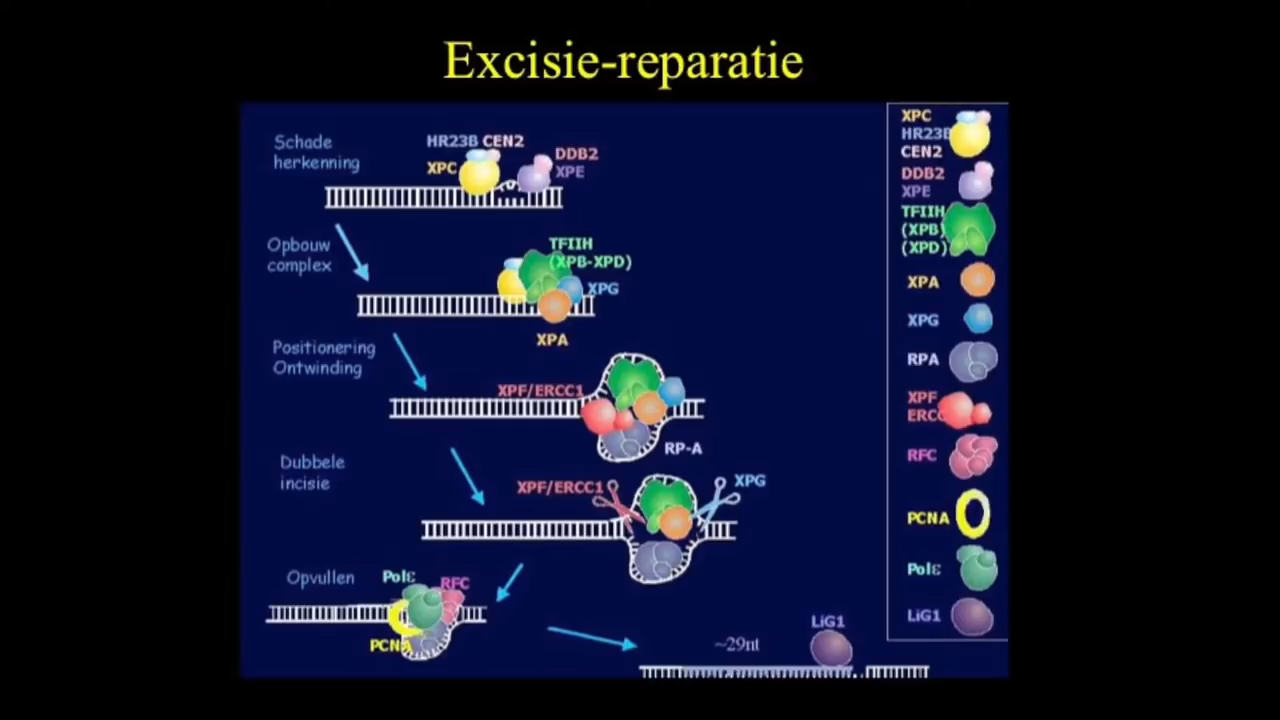 Excisie-reparatie
Schade
herkenning
HR23B CEN2
XPC
DDB2
XPE
Opbouw
complex
TFIIH
(XPB-XPD)
XPG
XPA
Positionering
Ontwinding
XPF/ERCC1
RP-A
Dubbele
incisie
XPF/ERCC1
XPG
Opvullen
Polε
RFC
PCNA
~29nt
LiG1
XPC
HR23B
CEN2
DDB2
XPE
TFIIH
(XPB)
(XPD)
XPA
XPG
RPA
XPF
ERCC
RFC
PCNA
Polε
LiG1